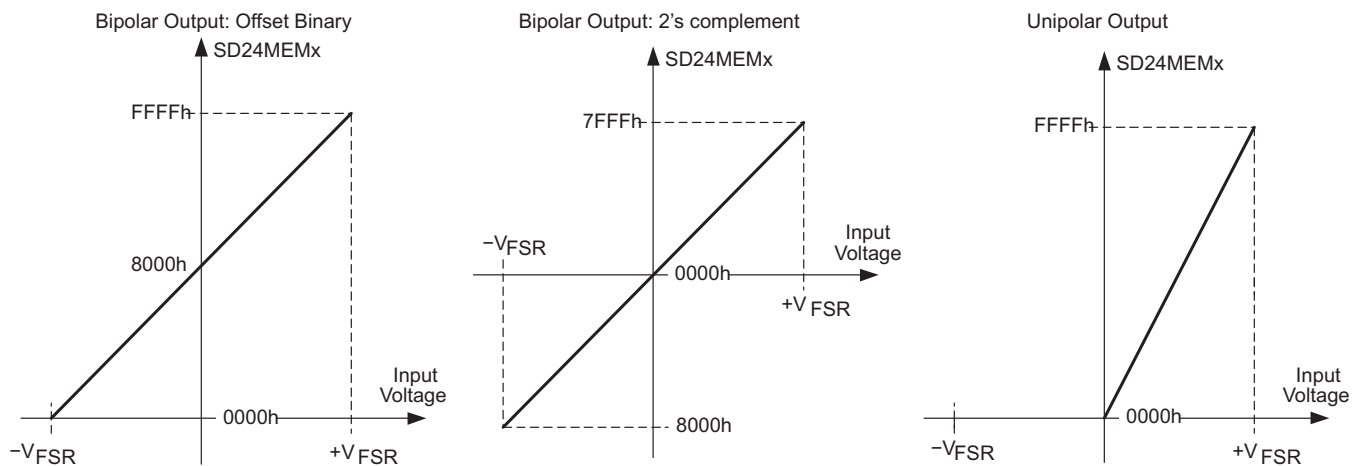 Bipolar Output: Offset Binary
SD24MEMx
FFFFh
8000h
Input
Voltage
0000h
−VFSR
+VFSR
Bipolar Output: 2's complement
SD24MEMx
7FFFh
−VFSR
Input
Voltage
0000h
+VFSR
8000h
Unipolar Output
SD24MEMx
FFFFh
Input
Voltage
0000h
−VFSR
+VFSR